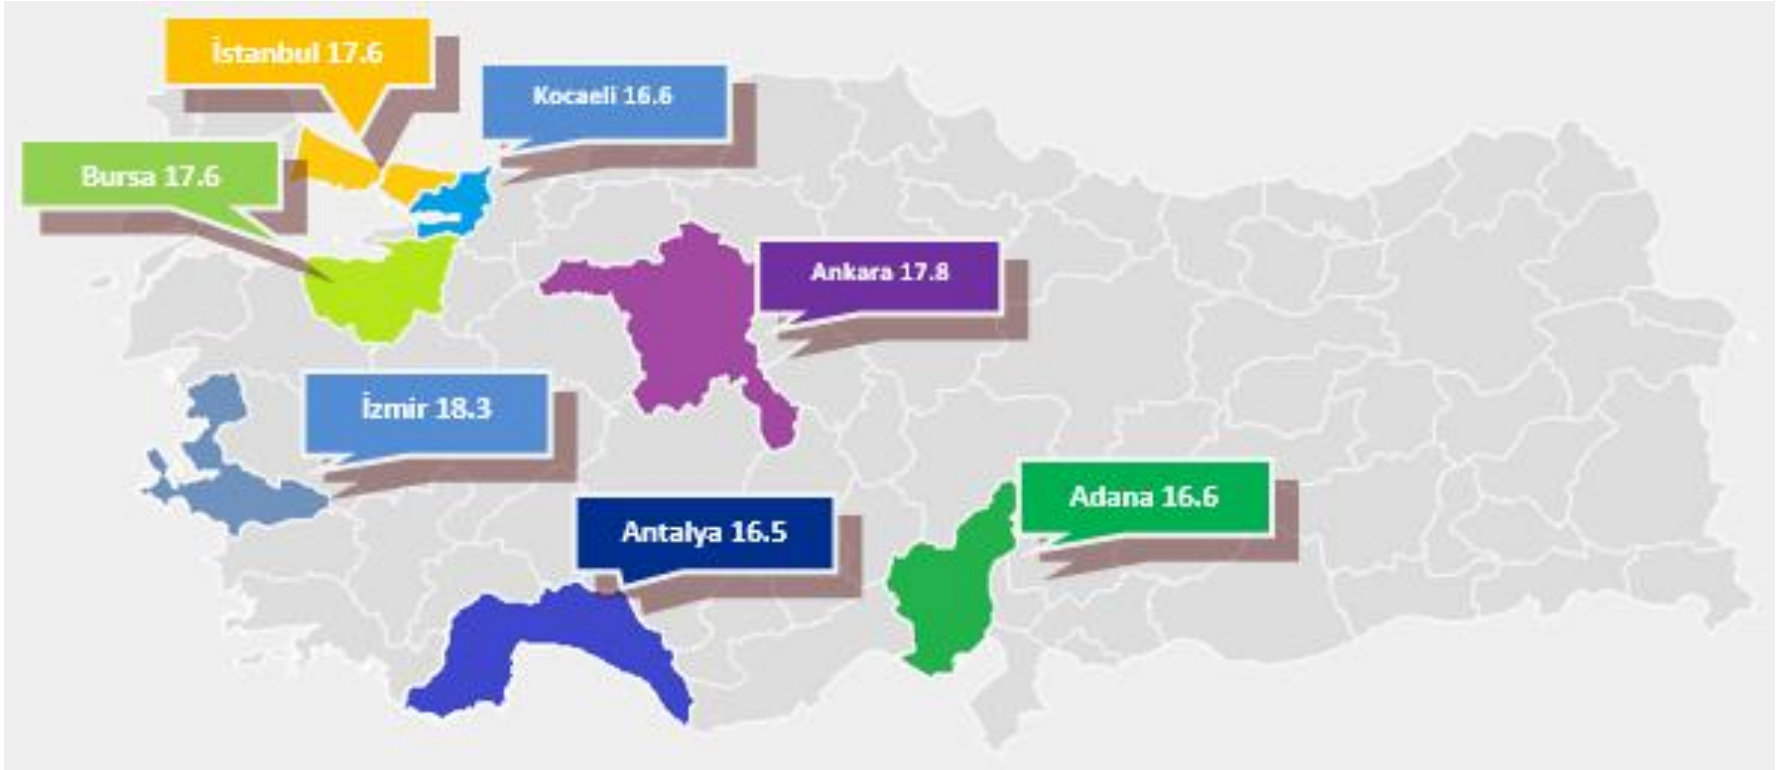 İstanbul 17.6
Kocaeli 16.6
Bursa 17.6
Ankara 17.8
İzmir 18.3
Adana 16.6
Antalya 16.5